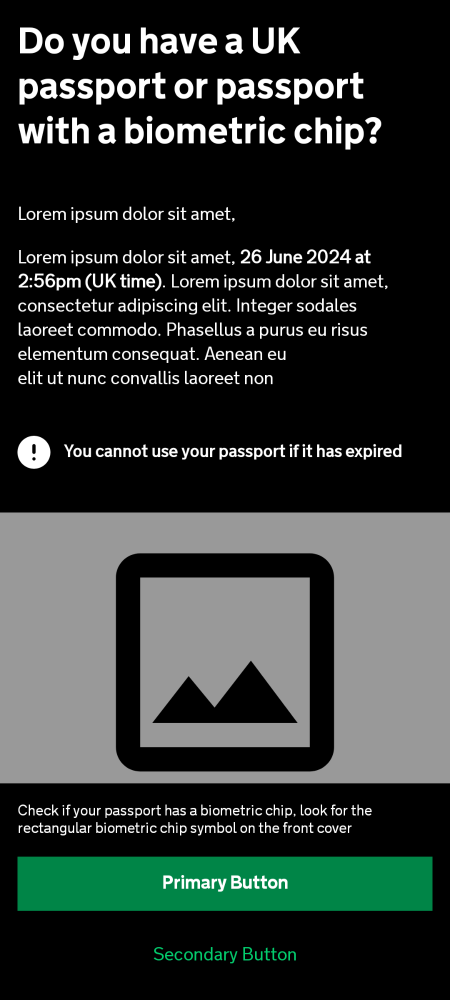 Do you have a UK
passport or passport
with a biometric chip?
Lorem ipsum dolor sit amet,
Lorem ipsum dolor sit amet, 26 June 2024 at
2:56pm (UK time). Lorem ipsum dolor sit amet,
consectetur adipiscing elit. Integer sodales
laoreet commodo. Phasellus a purus eu risus
elementum consequat. Aenean eu
elit ut nunc convallis laoreet non
You cannot use your passport if it has expired
Check if your passport has a biometric chip, look for the
rectangular biometric chip symbol on the front cover
Primary Button
Secondary Button